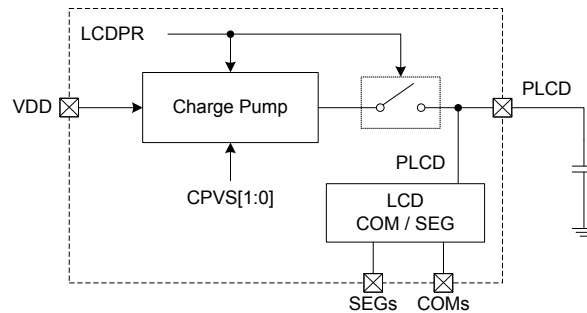 LCDPR
PLCD
VDD
Charge Pump
PLCD
CPVS[1:0]
LCD
COM / SEG
SEGs
COMs